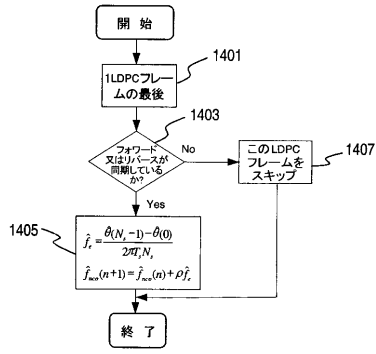 開始
1401
1LDPCフレー
ムの最後
1403
フォワード
又はリバースが
同期している
か?
No
このLDPC
フレームを
スキップ
1407
Yes
1405
f̂ₑ = θ̂(Nₛ−1)−θ̂(0) / 2πTₛNₛ
f̂ₙcₒ(n+1) = f̂ₙcₒ(n)+ρf̂ₑ
終了